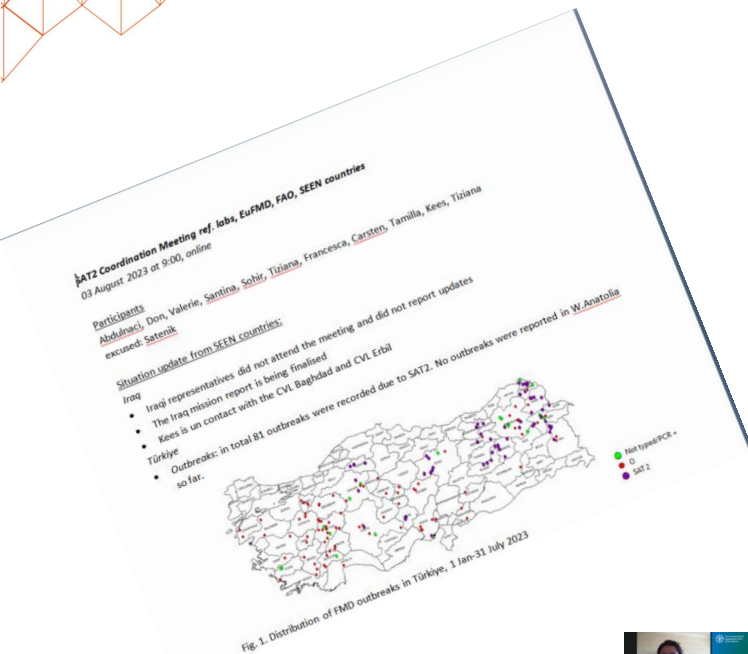 SAT2 Coordination Meeting ref. labs, EuFMD, FAO, SEEN countries
03 August 2023 at 9:00, online
Participants
Abdulnaci, Don, Valerie, Santina, Sohir, Tiziana, Francesca, Carsten, Tamilla, Kees, Tiziana
excused: Satenik
Situation update from SEEN countries:
Iraq
• Iraqi representatives did not attend the meeting and did not report updates
• The Iraq mission report is being finalised
• Kees is un contact with the CVL Baghdad and CVL Erbil
Türkiye
• Outbreaks: in total 81 outbreaks were recorded due to SAT2. No outbreaks were reported in W.Anatolia
so far.
Not typed/PCR +
O
SAT 2
Fig. 1. Distribution of FMD outbreaks in Türkiye, 1 Jan-31 July 2023